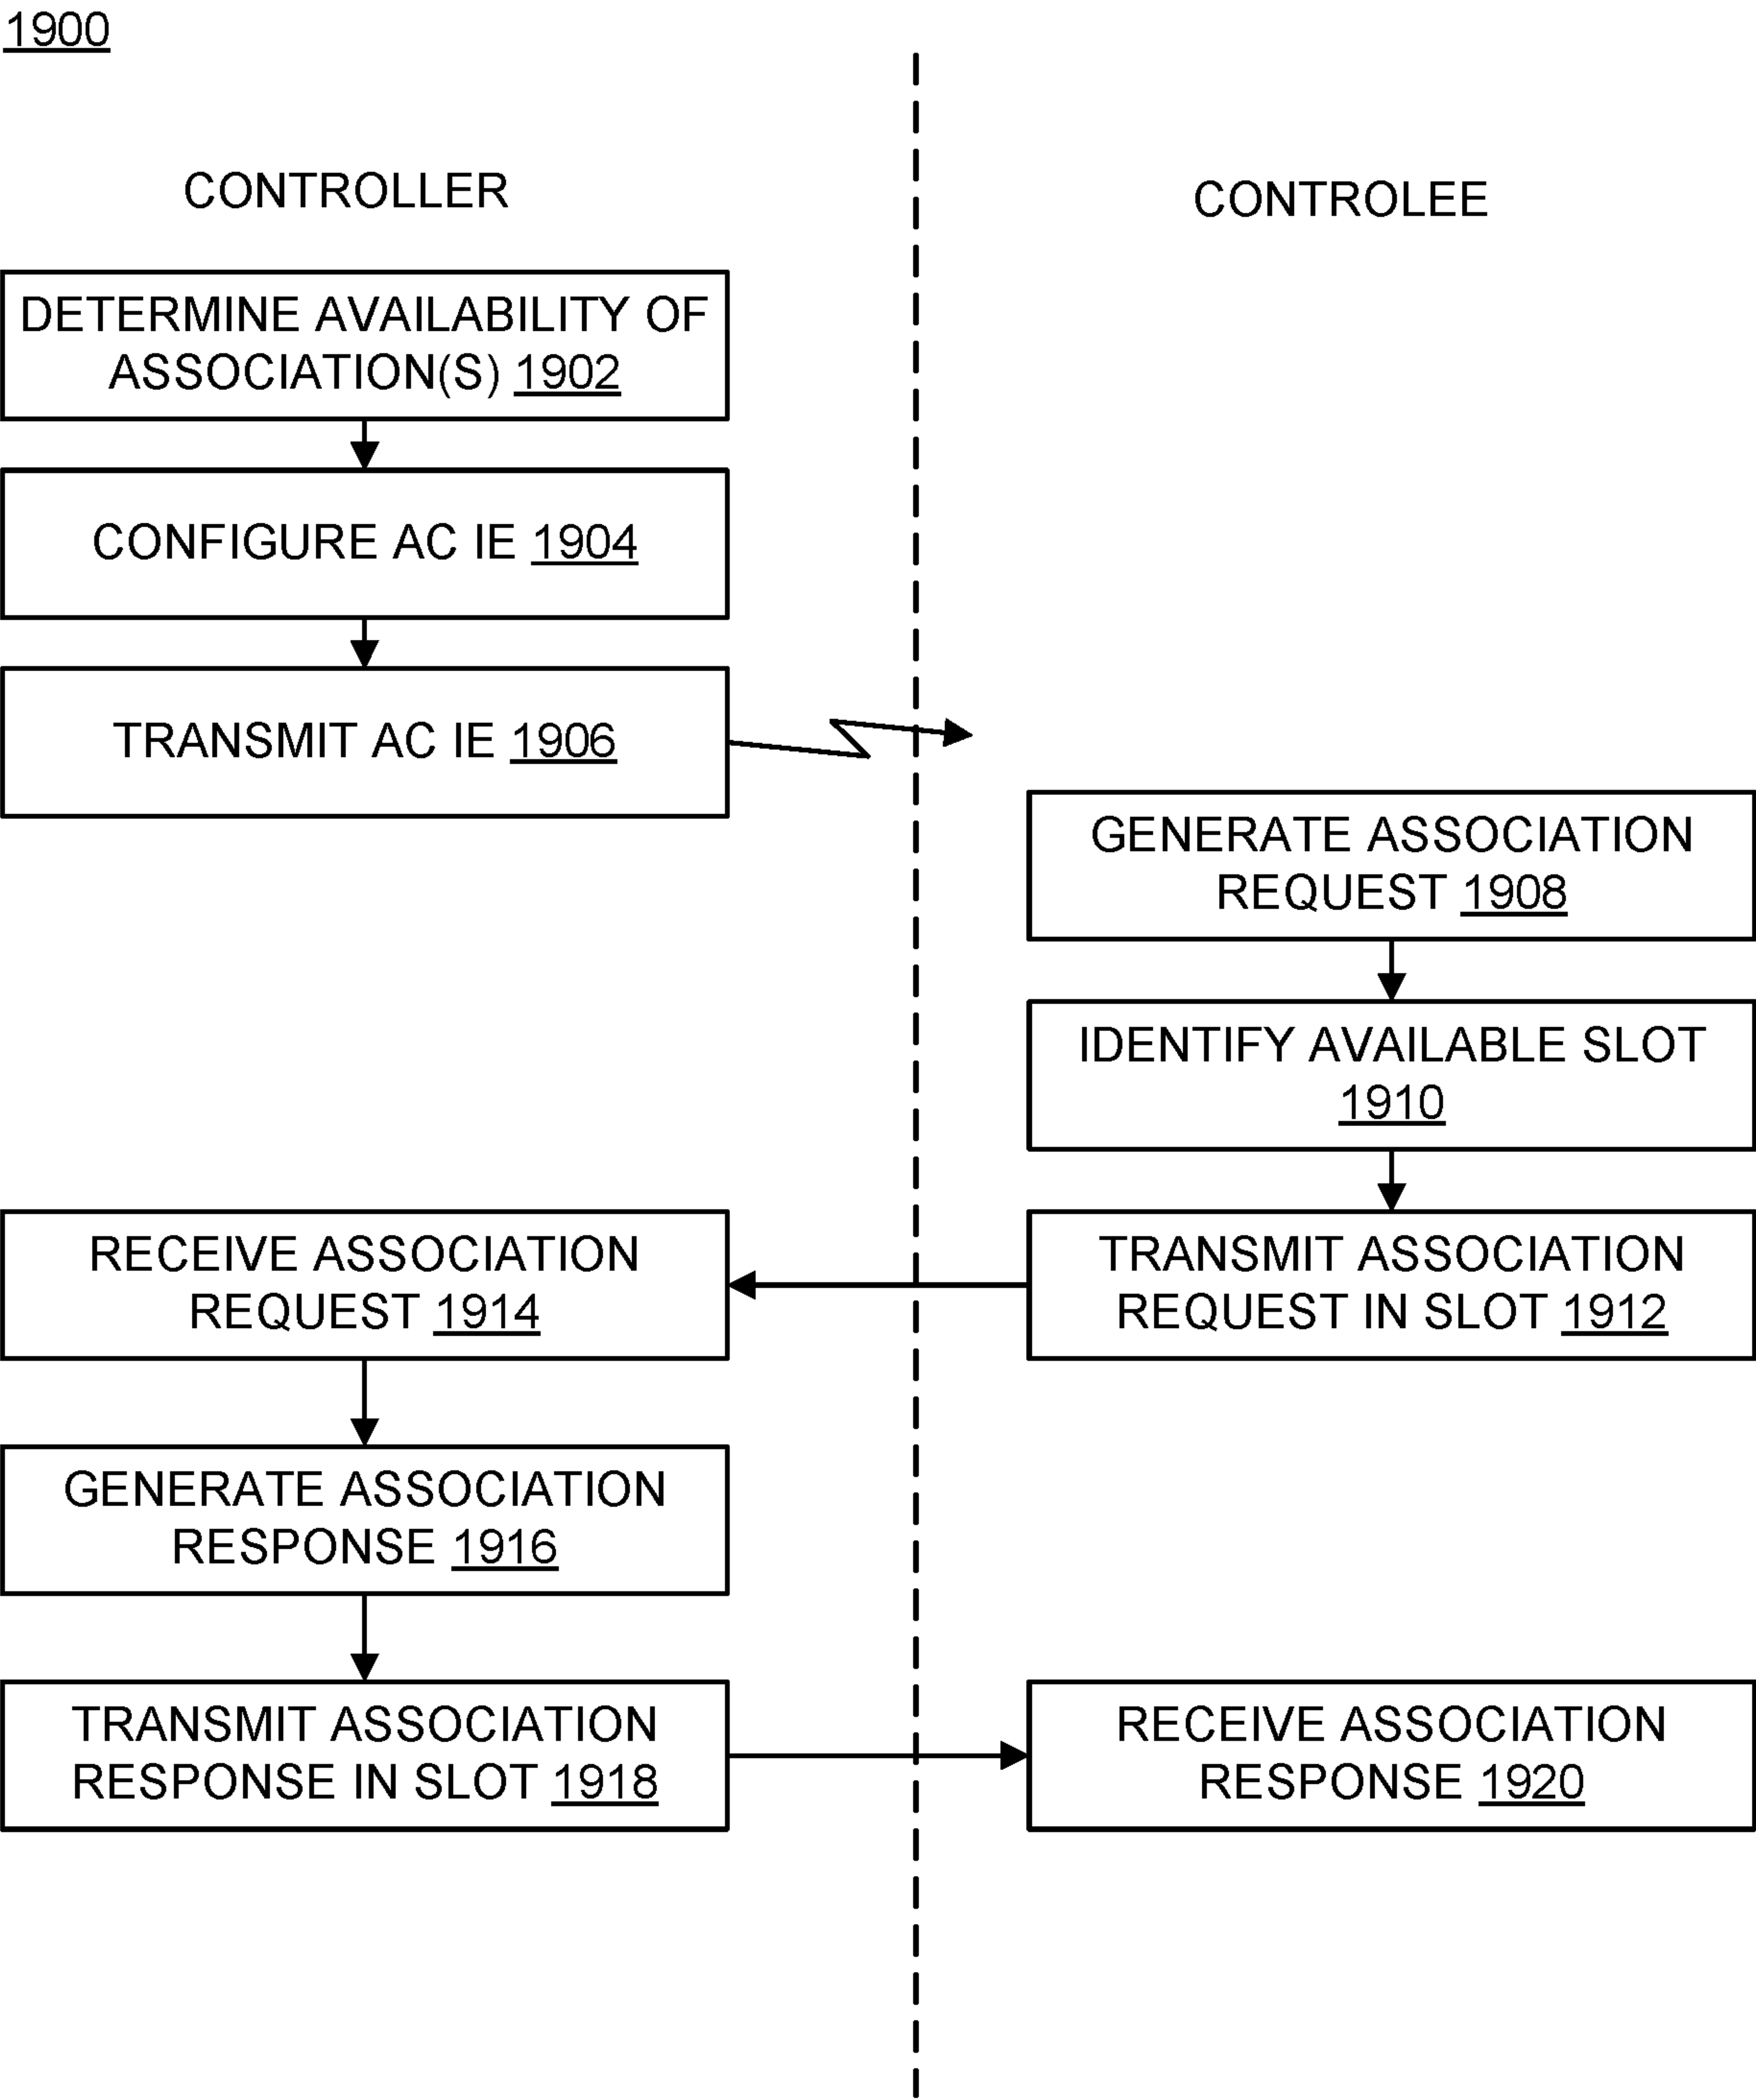 1900
CONTROLLER
CONTROLEE
DETERMINE AVAILABILITY OF
ASSOCIATION(S) 1902
CONFIGURE AC IE 1904
TRANSMIT AC IE 1906
GENERATE ASSOCIATION
REQUEST 1908
IDENTIFY AVAILABLE SLOT
1910
TRANSMIT ASSOCIATION
REQUEST IN SLOT 1912
RECEIVE ASSOCIATION
REQUEST 1914
GENERATE ASSOCIATION
RESPONSE 1916
TRANSMIT ASSOCIATION
RESPONSE IN SLOT 1918
RECEIVE ASSOCIATION
RESPONSE 1920